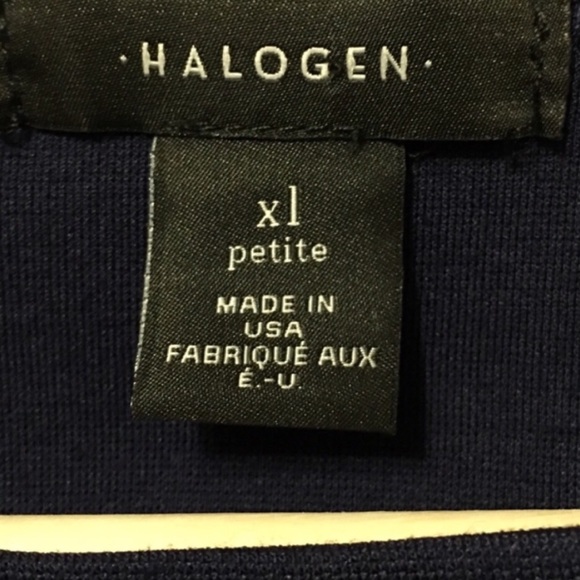 ·HALOGEN·
xl
petite
MADE IN
USA
FABRIQUÉ AUX
É.-U.